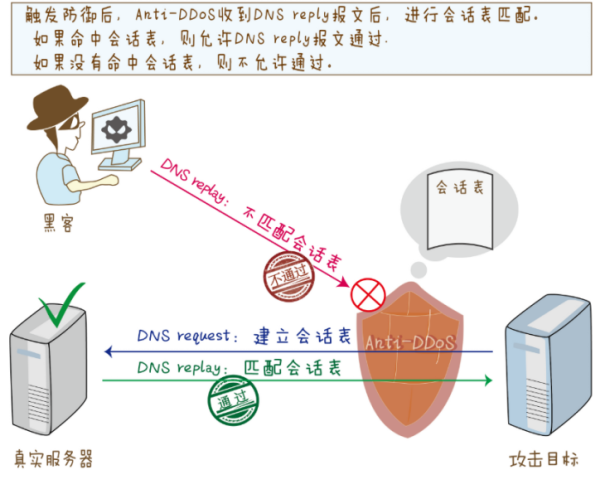 触发防御后，Anti-DDoS收到DNS reply报文后，进行会话表匹配。
如果命中会话表，则允许DNS reply报文通过.
如果没有命中会话表，则不允许通过。
会话表
DNS replay：不匹配会话表
黑客
不通过
DNS request：建立会话表
Anti-DDoS
DNS replay：匹配会话表
通过
真实服务器
攻击目标